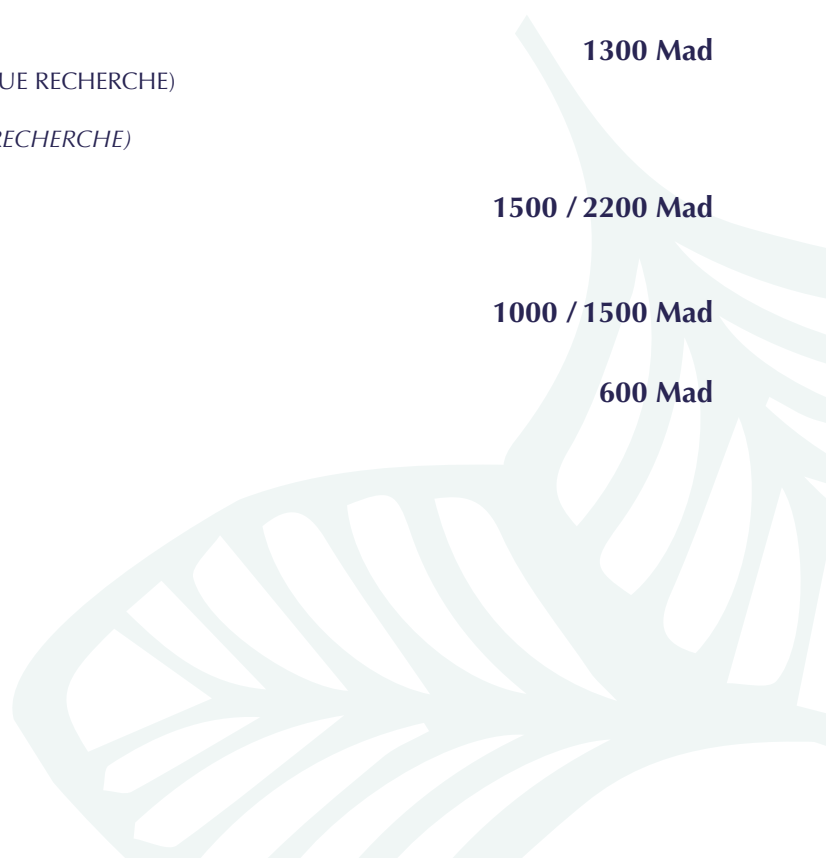 1300 Mad
UE RECHERCHE)
RECHERCHE)
1500 / 2200 Mad
1000 / 1500 Mad
600 Mad